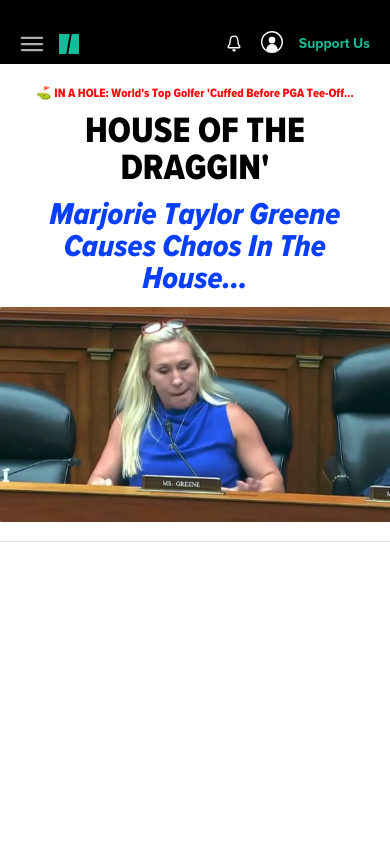 Support Us
⛳ IN A HOLE: World's Top Golfer 'Cuffed Before PGA Tee-Off...
HOUSE OF THE
DRAGGIN'
Marjorie Taylor Greene
Causes Chaos In The
House...
MS. GREENE
M